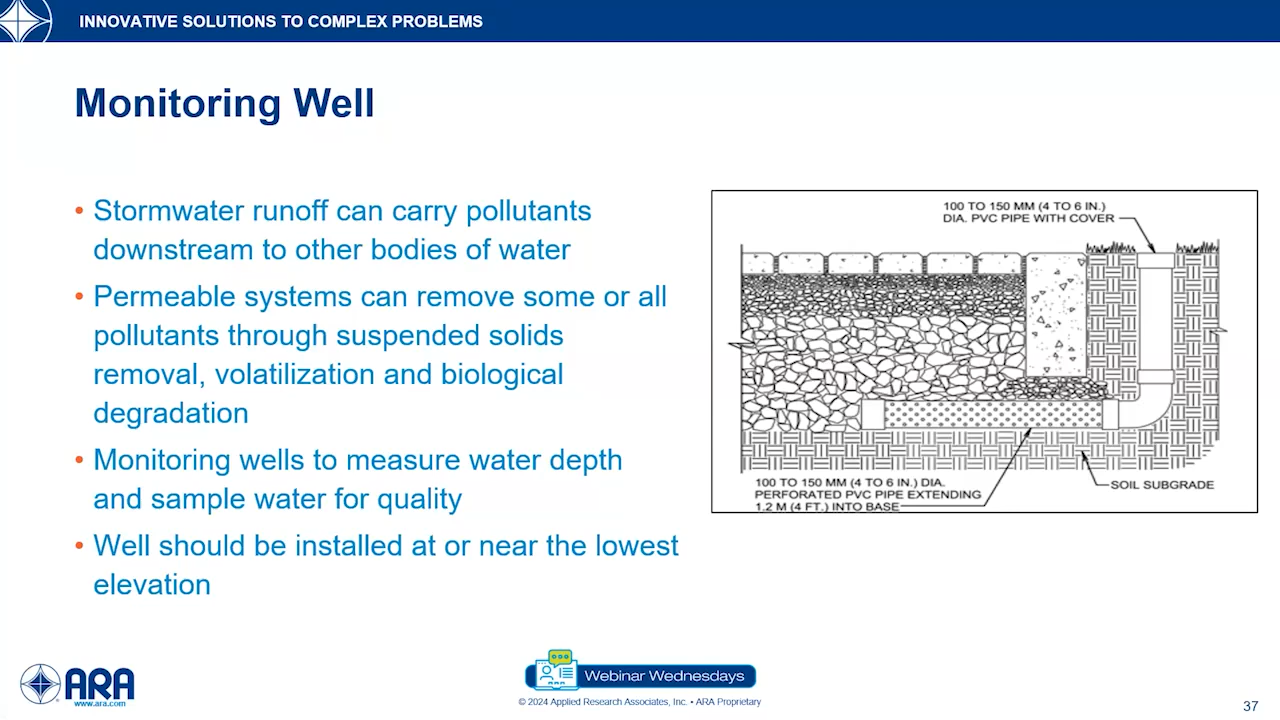 INNOVATIVE SOLUTIONS TO COMPLEX PROBLEMS
Monitoring Well
• Stormwater runoff can carry pollutants
downstream to other bodies of water
• Permeable systems can remove some or all
pollutants through suspended solids
removal, volatilization and biological
degradation
• Monitoring wells to measure water depth
and sample water for quality
• Well should be installed at or near the lowest
elevation
100 TO 150 MM (4 TO 6 IN.)
DIA. PVC PIPE WITH COVER
100 TO 150 MM (4 TO 6 IN.) DIA.
PERFORATED PVC PIPE EXTENDING
1.2 M (4 FT.) INTO BASE
SOIL SUBGRADE
ARA
www.ara.com
Webinar Wednesdays
© 2024 Applied Research Associates, Inc. • ARA Proprietary
37